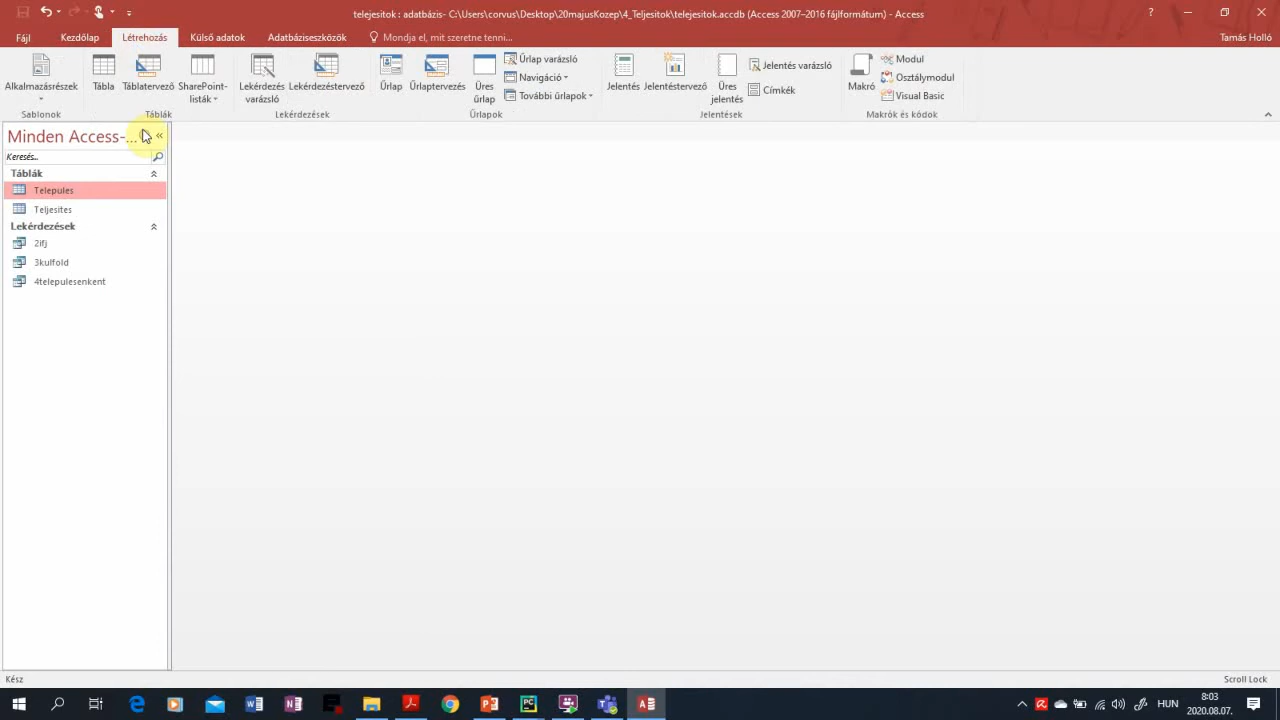 telejesitok : adatbázis- C:\Users\corvus\Desktop\20majusKozep\4_Teljesitok\telejesitok.accdb (Access 2007–2016 fájlformátum) - Access
?
Fájl Kezdőlap Létrehozás Külső adatok Adatbáziseszközök Mondja el, mit szeretne tenni... Tamás Holló
Alkalmazásrészek
Sablonok
Tábla Táblatervező SharePoint-listák
Táblák
Lekérdezés varázsló Lekérdezéstervező
Lekérdezések
Űrlap Űrlaptervezés Üres űrlap
Űrlap varázsló
Navigáció
További űrlapok
Űrlapok
Jelentés Jelentéstervező Üres jelentés
Jelentés varázsló
Címkék
Jelentések
Makró
Modul
Osztálymodul
Visual Basic
Makrók és kódok
Minden Access-...
Keresés...
Táblák
Telepules
Teljesites
Lekérdezések
2ifj
3kulfold
4telepulesenkent
Kész Scroll Lock
HUN 8:03
2020.08.07.